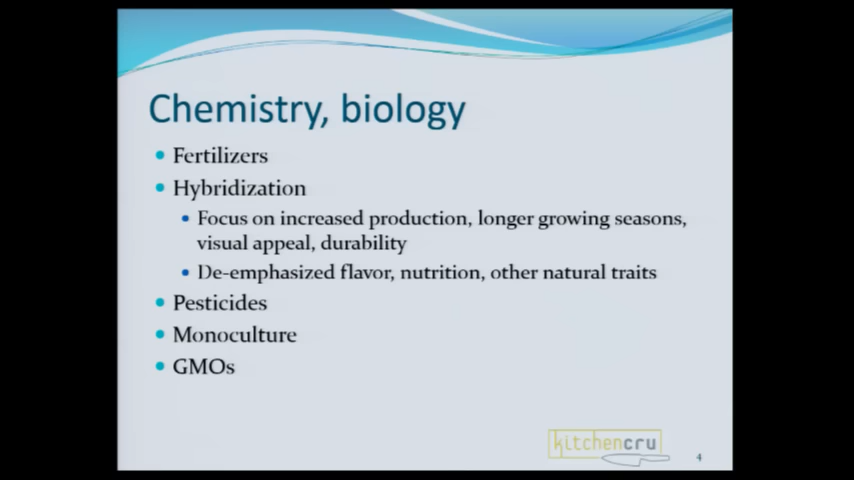 Chemistry, biology
Fertilizers
Hybridization
Focus on increased production, longer growing seasons,
visual appeal, durability
De-emphasized flavor, nutrition, other natural traits
Pesticides
Monoculture
GMOs
kitchencru
4